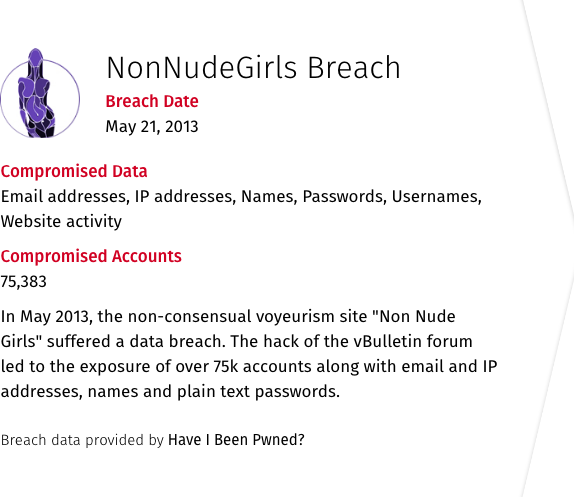 NonNudeGirls Breach
Breach Date
May 21, 2013
Compromised Data
Email addresses, IP addresses, Names, Passwords, Usernames,
Website activity
Compromised Accounts
75,383
In May 2013, the non-consensual voyeurism site "Non Nude
Girls" suffered a data breach. The hack of the vBulletin forum
led to the exposure of over 75k accounts along with email and IP
addresses, names and plain text passwords.
Breach data provided by Have I Been Pwned?